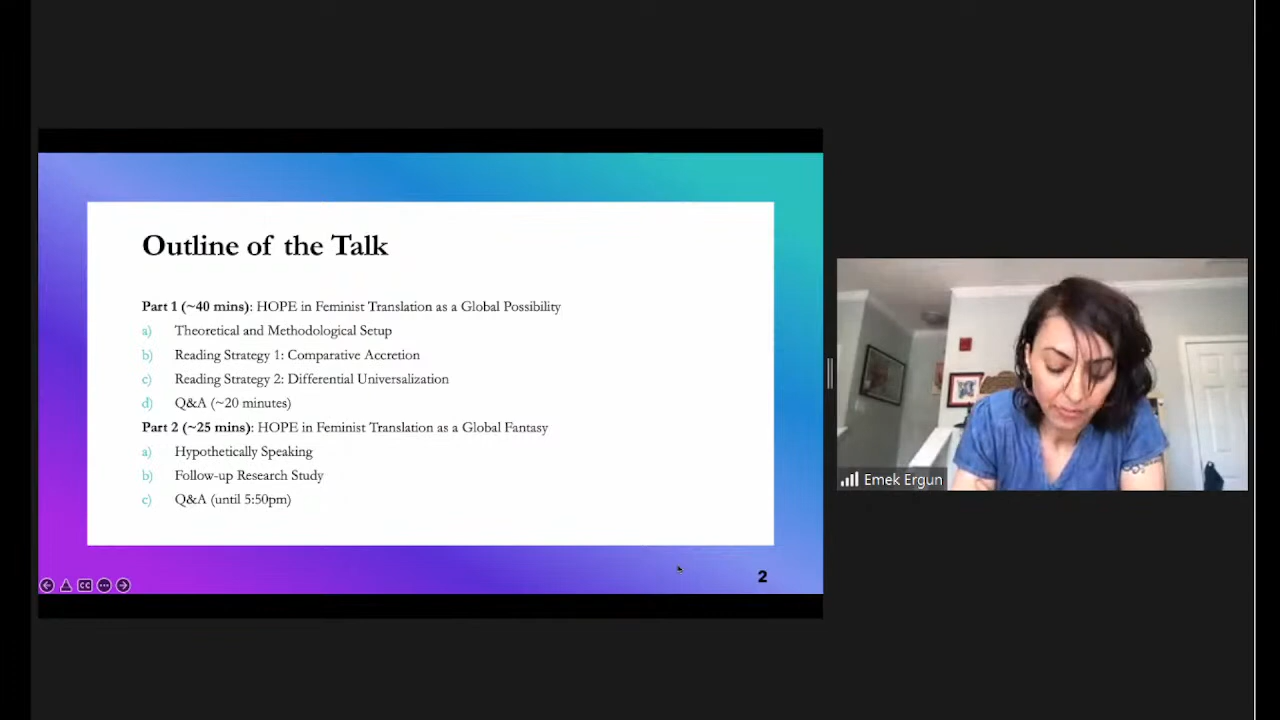 Outline of the Talk
Part 1 (~40 mins): HOPE in Feminist Translation as a Global Possibility
a) Theoretical and Methodological Setup
b) Reading Strategy 1: Comparative Accretion
c) Reading Strategy 2: Differential Universalization
d) Q&A (~20 minutes)
Part 2 (~25 mins): HOPE in Feminist Translation as a Global Fantasy
a) Hypothetically Speaking
b) Follow-up Research Study
c) Q&A (until 5:50pm)
CC
2
Emek Ergun